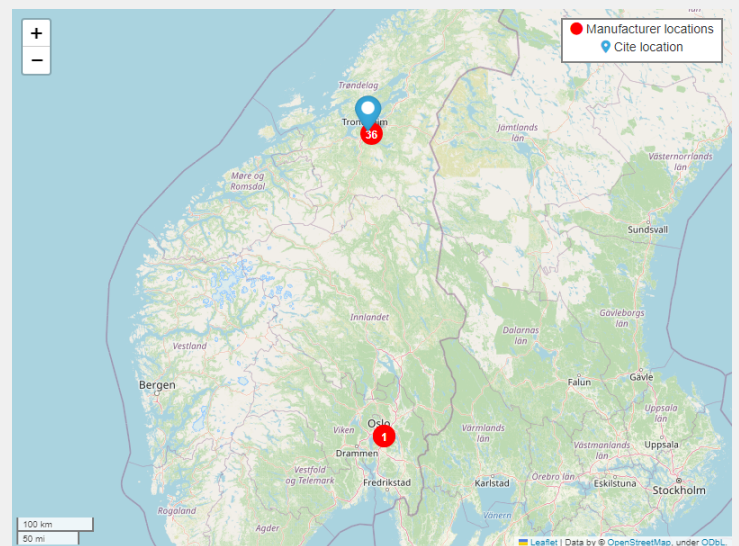 +
−
Manufacturer locations
Cite location
Trøndelag
36
Jämtlands
län
Västernorrlands
län
Møre og
Romsdal
Sundsvall
Innlandet
Gävleborgs
län
Dalarnas
län
Vestland
Bergen
Falun
Gävle
Oslo
1
Viken
Drammen
Uppsala
län
Värmlands
län
Västmanlands
län
Uppsala
Vestfold
og Telemark
Fredrikstad
Karlstad
Örebro län
Eskilstuna
Stockholm
Rogaland
Agder
Vänern
100 km
50 mi
Leaflet | Data by © OpenStreetMap, under ODbL.